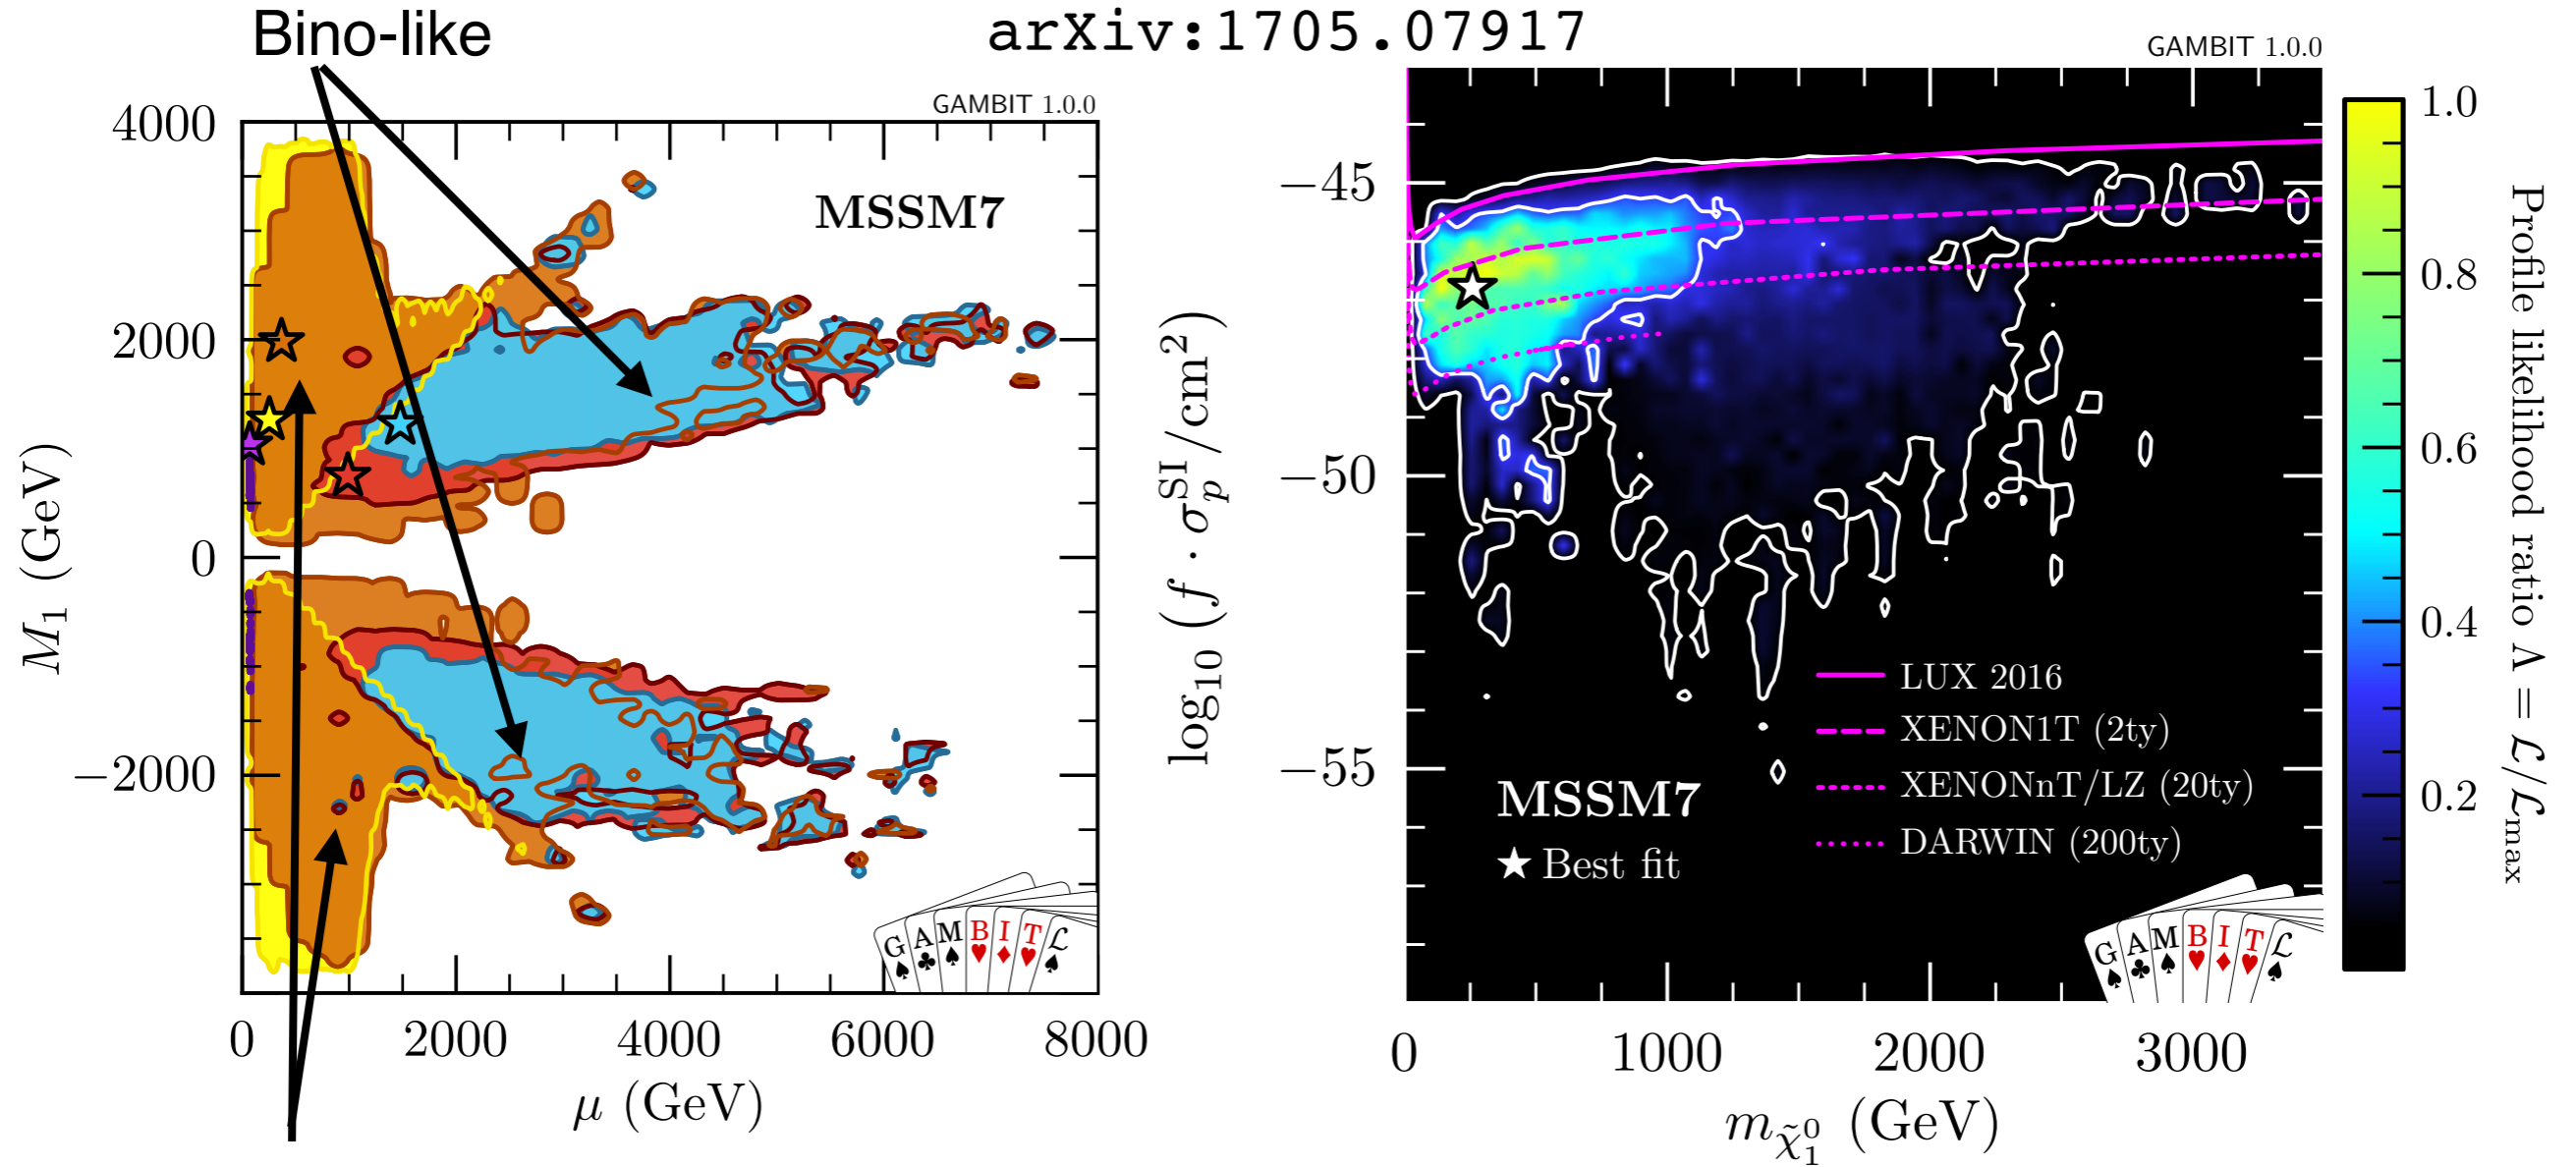 Bino-like
arXiv:1705.07917
GAMBIT 1.0.0
4000
2000
0
−2000
M₁ (GeV)
MSSM7
G A M B I T L
0 2000 4000 6000 8000
μ (GeV)
GAMBIT 1.0.0
−45
−50
−55
log₁₀ (f · σₚˢᴵ/cm²)
LUX 2016
XENON1T (2ty)
XENONnT/LZ (20ty)
DARWIN (200ty)
MSSM7
Best fit
G A M B I T L
0 1000 2000 3000
m_χ̃₁⁰ (GeV)
1.0
0.8
0.6
0.4
0.2
Profile likelihood ratio Λ = ℒ/ℒmax